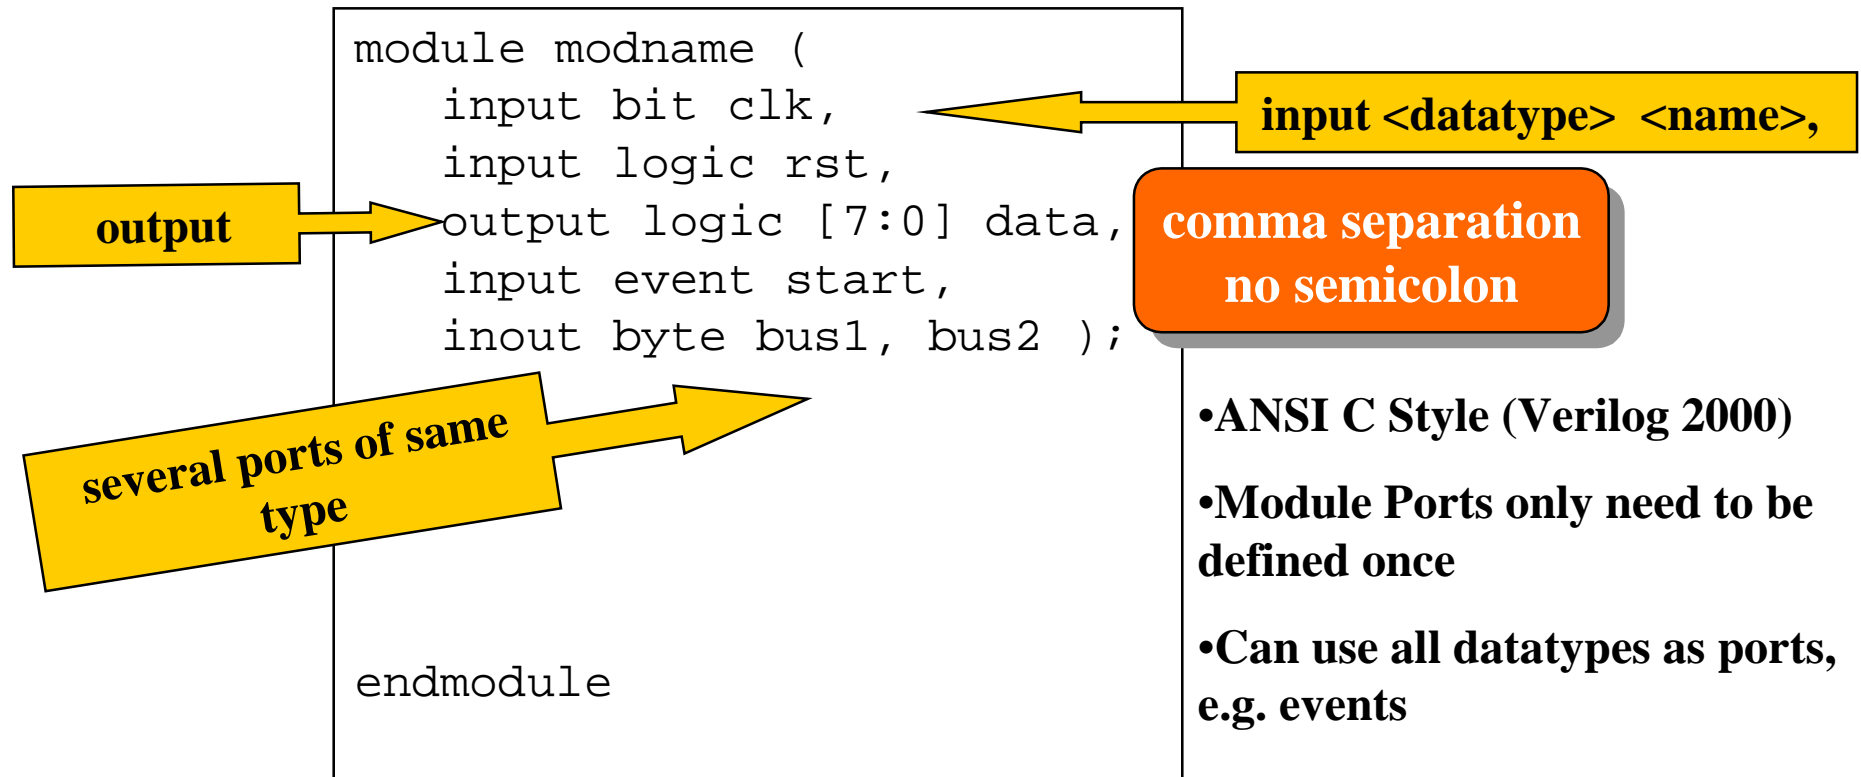 module modname (
input bit clk,
input logic rst,
output logic [7:0] data,
input event start,
inout byte bus1, bus2 );
endmodule
input <datatype> <name>,
output
comma separation
no semicolon
several ports of same
type
•ANSI C Style (Verilog 2000)
•Module Ports only need to be
defined once
•Can use all datatypes as ports,
e.g. events